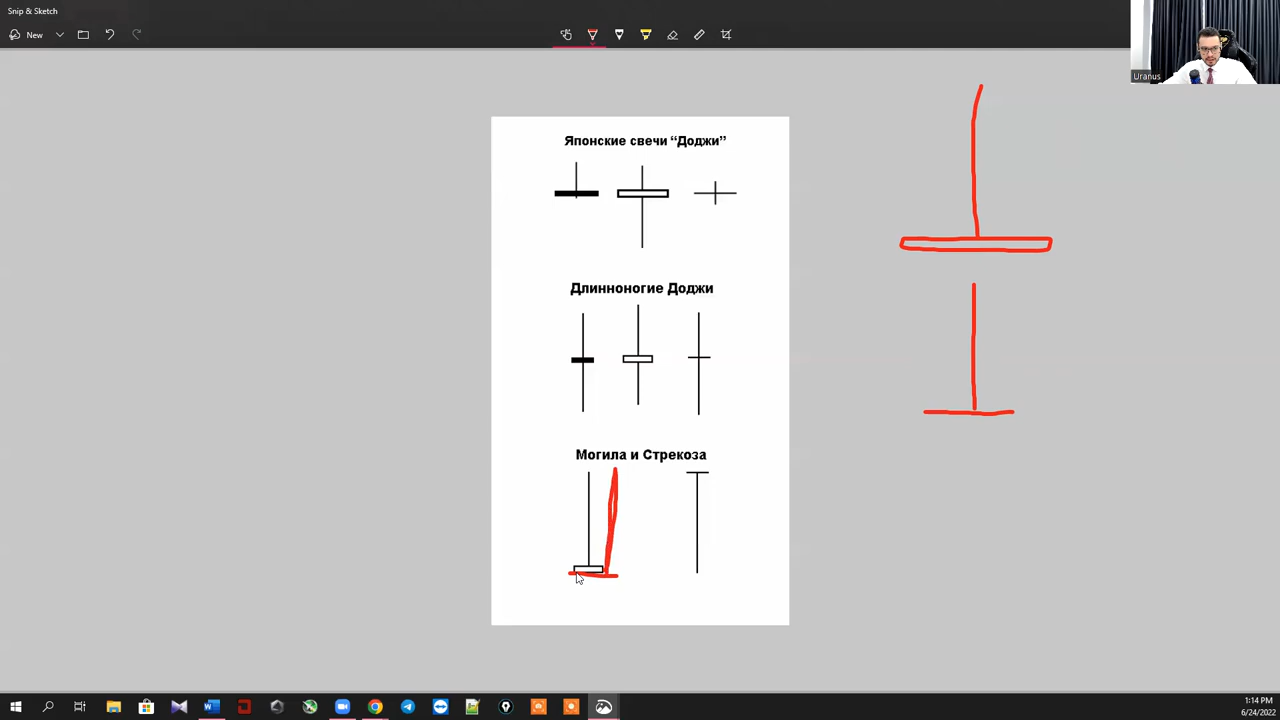 Snip & Sketch
New
Uranus
Японские свечи “Доджи”
Длинноногие Доджи
Могила и Стрекоза
1:14 PM
6/24/2022